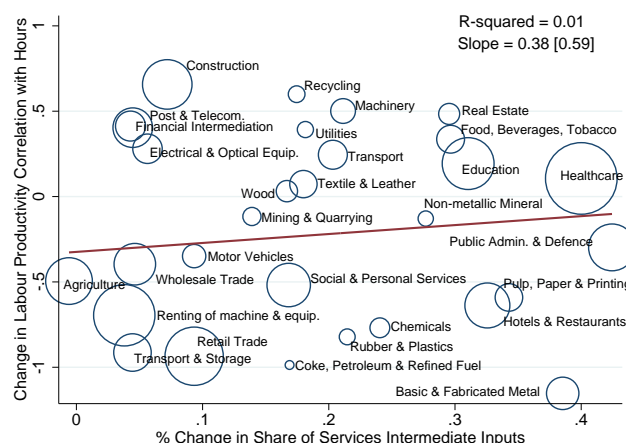 R-squared = 0.01
Slope = 0.38 [0.59]
Change in Labour Productivity Correlation with Hours
1
.5
0
-.5
-1
Construction
Recycling
Machinery
Post & Telecom.
Financial Intermediation
Electrical & Optical Equip.
Utilities
Transport
Real Estate
Food, Beverages, Tobacco
Education
Healthcare
Textile & Leather
Wood
Mining & Quarrying
Non-metallic Mineral
Public Admin. & Defence
Motor Vehicles
Wholesale Trade
Agriculture
Social & Personal Services
Pulp, Paper & Printing
Renting of machine & equip.
Hotels & Restaurants
Chemicals
Rubber & Plastics
Retail Trade
Transport & Storage
Coke, Petroleum & Refined Fuel
Basic & Fabricated Metal
0 .1 .2 .3 .4
% Change in Share of Services Intermediate Inputs